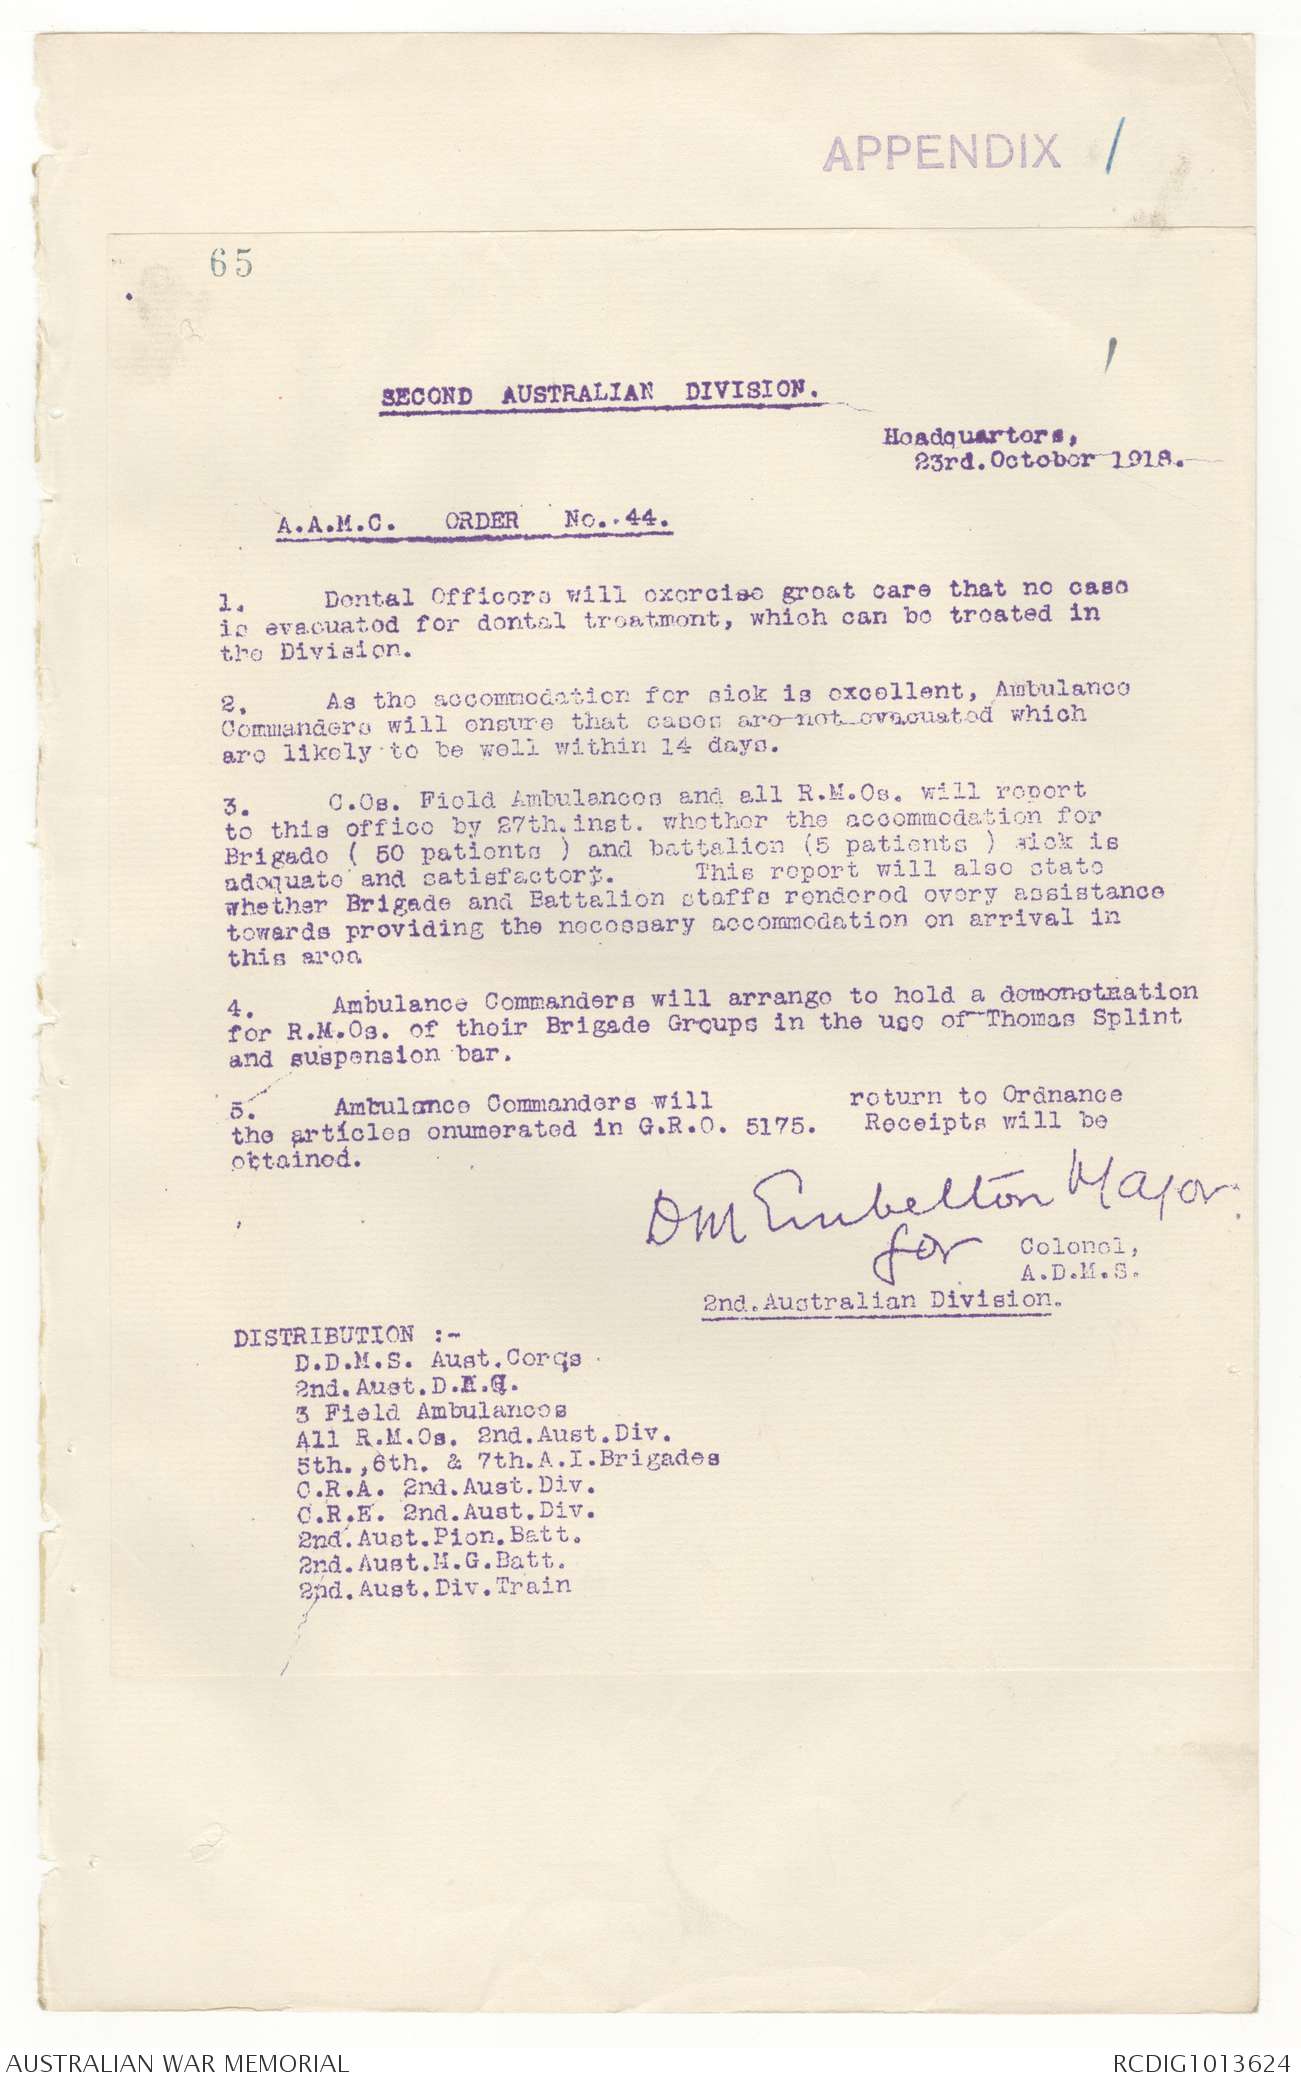 APPENDIX 1
65
1
SECOND AUSTRALIAN DIVISION.
Headquarters,
23rd. October 1918.
A.A.M.C. ORDER No. 44.
1. Dental Officers will exercise great care that no case
is evacuated for dental treatment, which can be treated in
the Division.
2. As the accommodation for sick is excellent, Ambulance
Commanders will ensure that cases are not evacuated which
are likely to be well within 14 days.
3. C.Os. Field Ambulances and all R.M.Os. will report
to this office by 27th. inst. whether the accommodation for
Brigade ( 50 patients ) and battalion (5 patients ) sick is
adequate and satisfactory. This report will also state
whether Brigade and Battalion staffs rendered every assistance
towards providing the necessary accommodation on arrival in
this area
4. Ambulance Commanders will arrange to hold a demonstration
for R.M.Os. of their Brigade Groups in the use of Thomas Splint
and suspension bar.
5. Ambulance Commanders will return to Ordnance
the articles enumerated in G.R.O. 5175. Receipts will be
obtained.
DM Embelton Major.
for Colonel,
A.D.M.S.
2nd. Australian Division.
DISTRIBUTION :-
D.D.M.S. Aust. Corps
2nd. Aust. D.H.Q.
3 Field Ambulances
All R.M.Os. 2nd. Aust. Div.
5th., 6th. & 7th. A.I. Brigades
C.R.A. 2nd. Aust. Div.
C.R.E. 2nd. Aust. Div.
2nd. Aust. Pion. Batt.
2nd. Aust. M.G. Batt.
2nd. Aust. Div. Train
AUSTRALIAN WAR MEMORIAL
RCDIG1013624